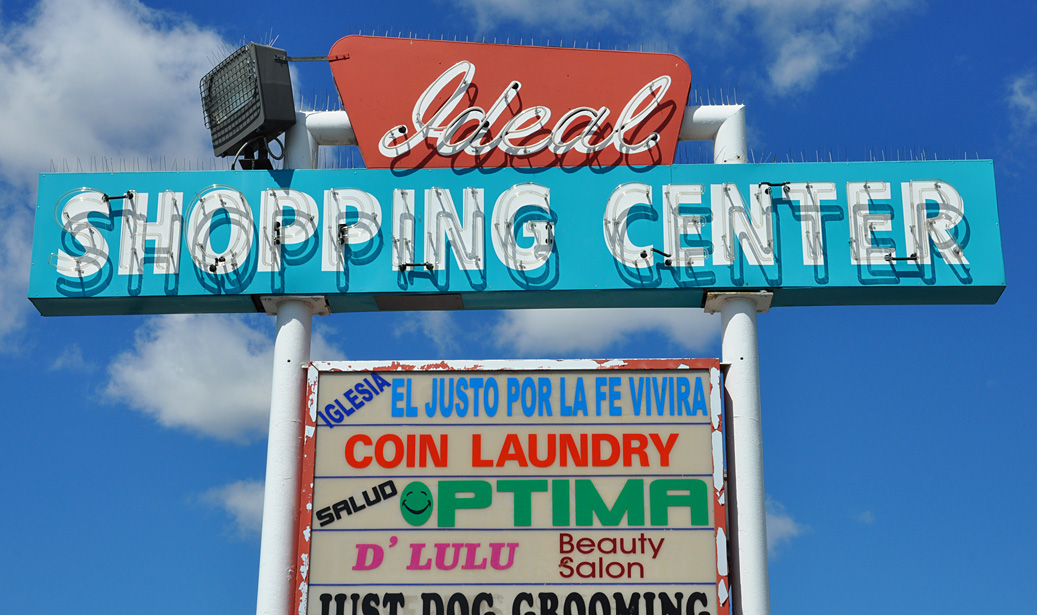 Ideal
SHOPPING CENTER
IGLESIA EL JUSTO POR LA FE VIVIRA
COIN LAUNDRY
SALUD OPTIMA
D'LULU Beauty Salon
JUST DOG GROOMING